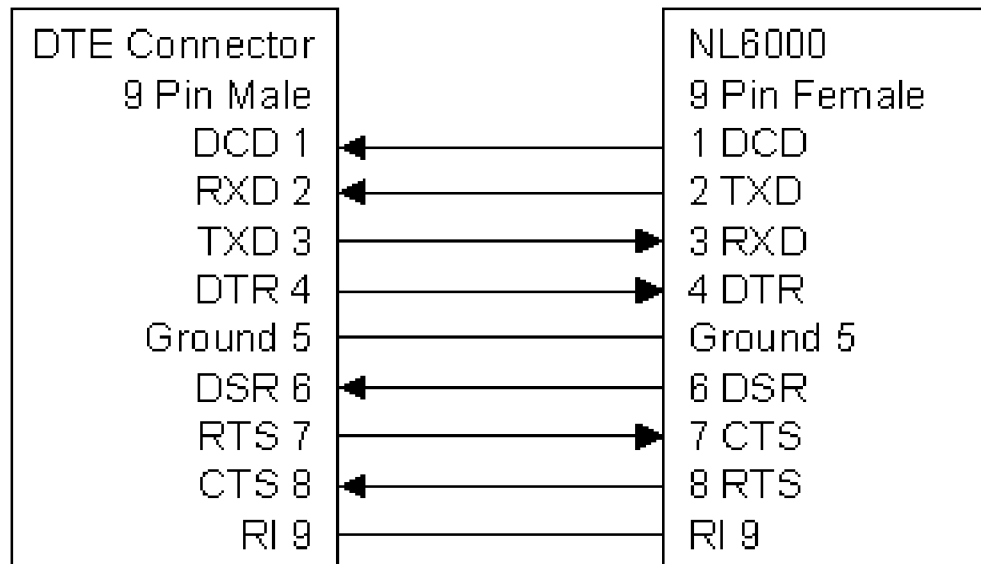 DTE Connector
9 Pin Male
DCD 1
RXD 2
TXD 3
DTR 4
Ground 5
DSR 6
RTS 7
CTS 8
RI 9
NL6000
9 Pin Female
1 DCD
2 TXD
3 RXD
4 DTR
Ground 5
6 DSR
7 CTS
8 RTS
RI 9